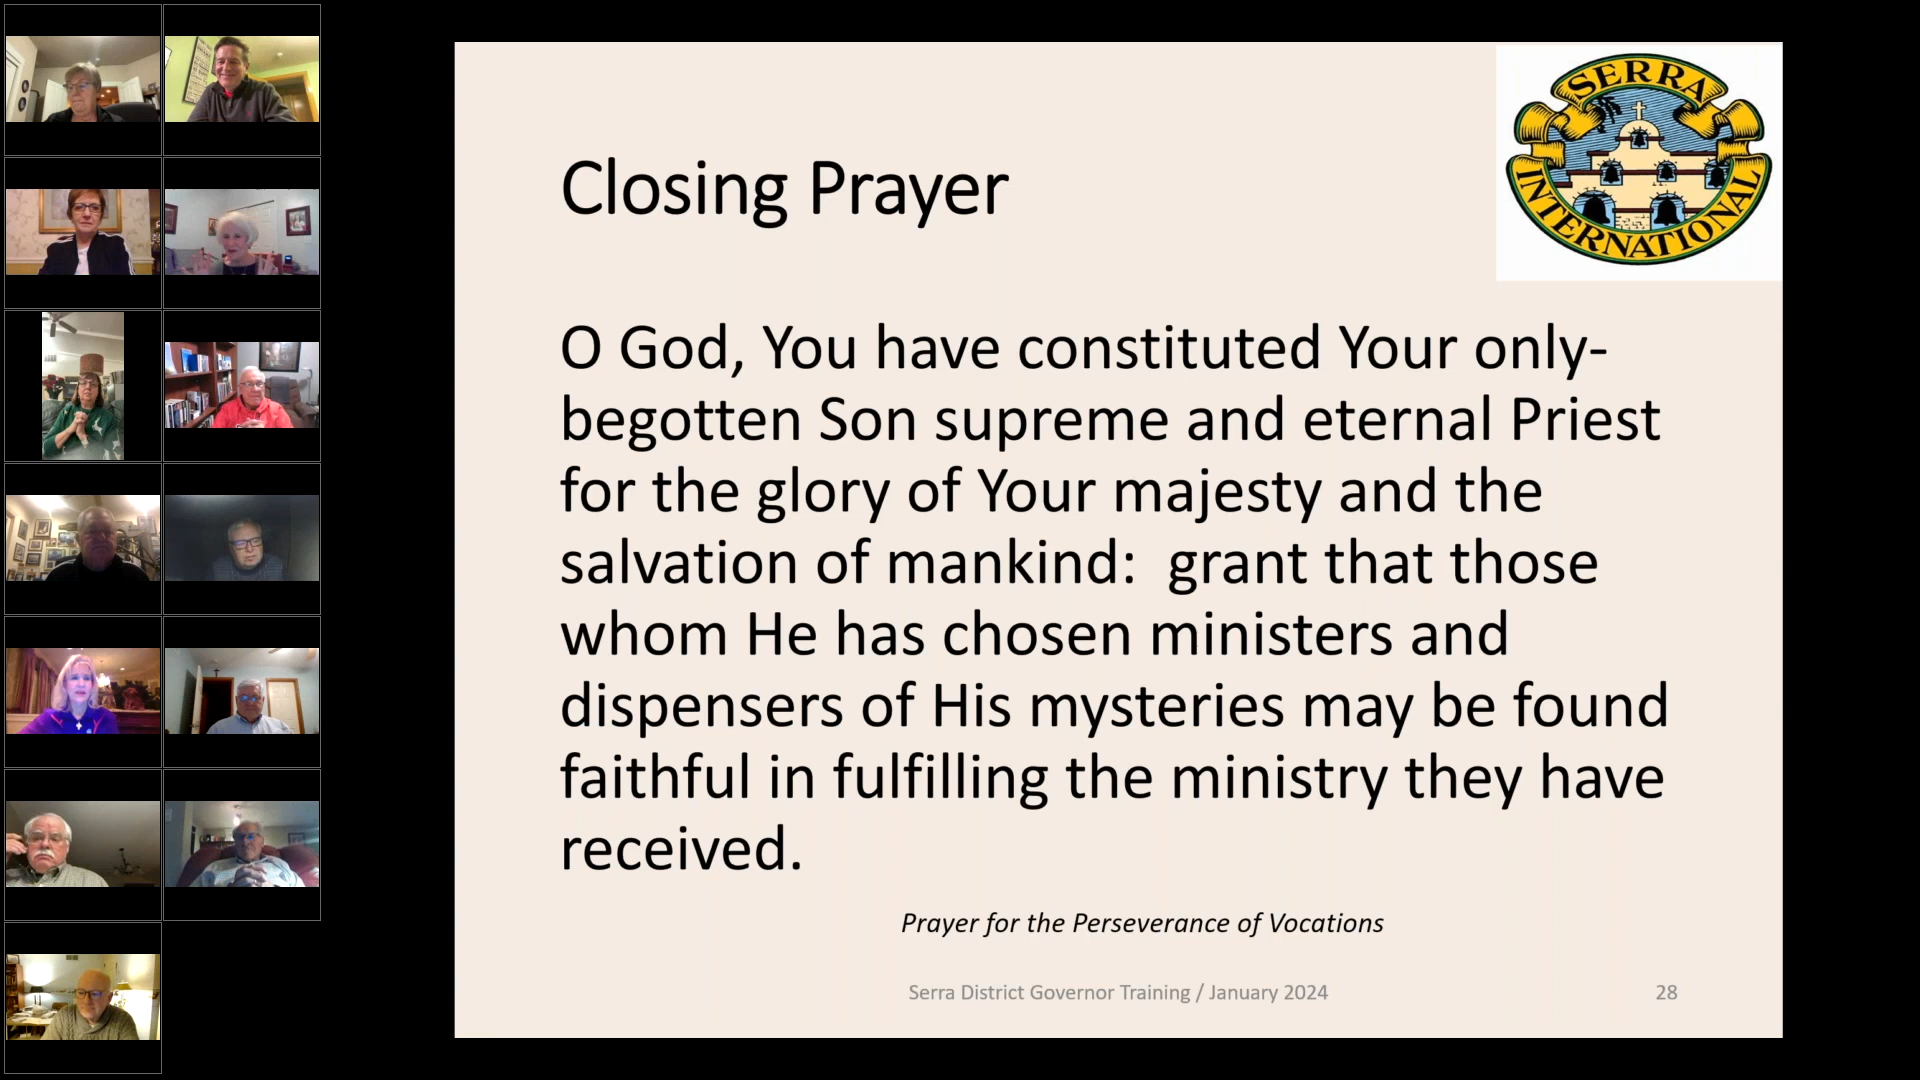 SERRA
INTERNATIONAL
Closing Prayer
O God, You have constituted Your only-
begotten Son supreme and eternal Priest
for the glory of Your majesty and the
salvation of mankind:  grant that those
whom He has chosen ministers and
dispensers of His mysteries may be found
faithful in fulfilling the ministry they have
received.
Prayer for the Perseverance of Vocations
Serra District Governor Training / January 2024
28